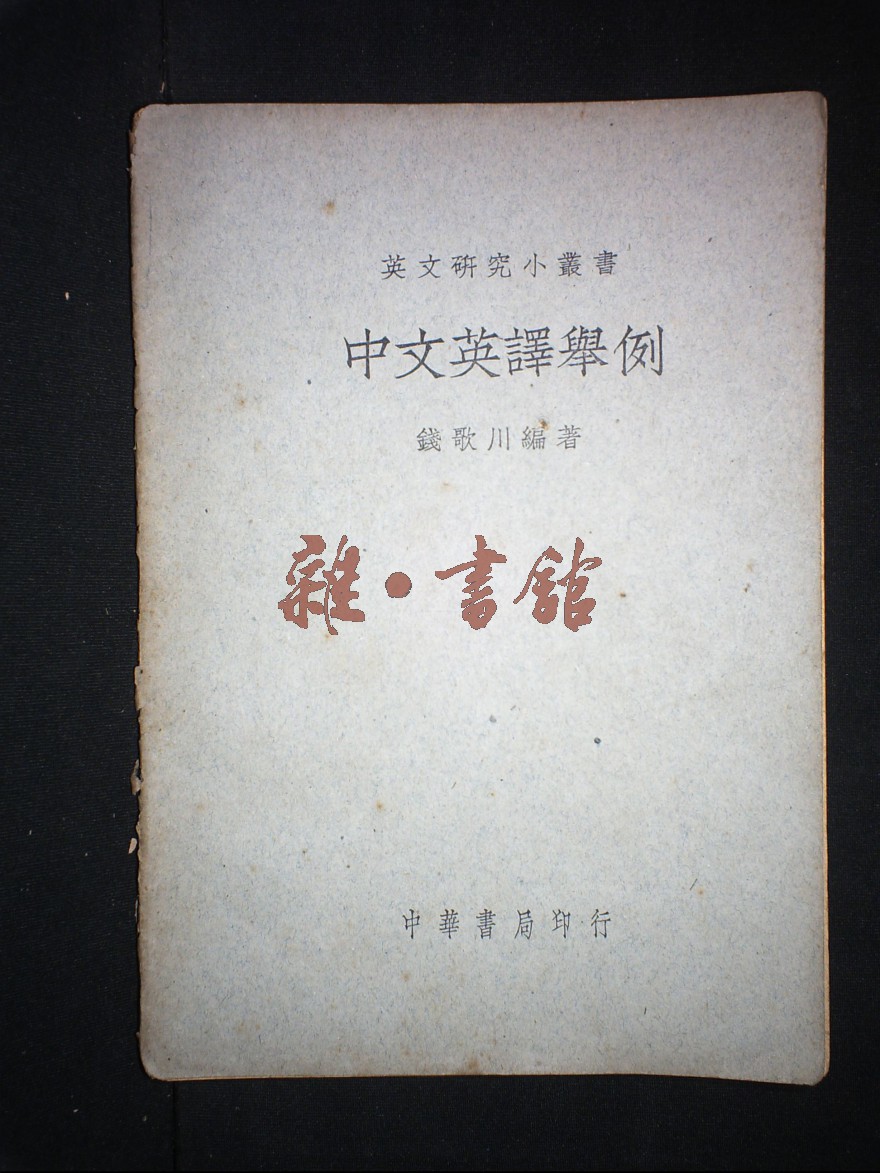 英文研究小叢書
中文英譯舉例
錢歌川編著
雜·書館
中華書局印行